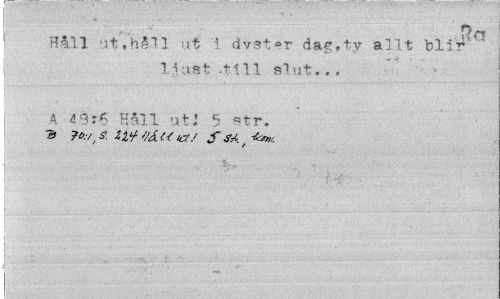 Ra
Håll ut,håll ut i dyster dag,ty allt blir
ljust till slut...
A 48:6 Håll ut! 5 str.
B 70:1, s. 224 Håll ut! 5 str, kom.